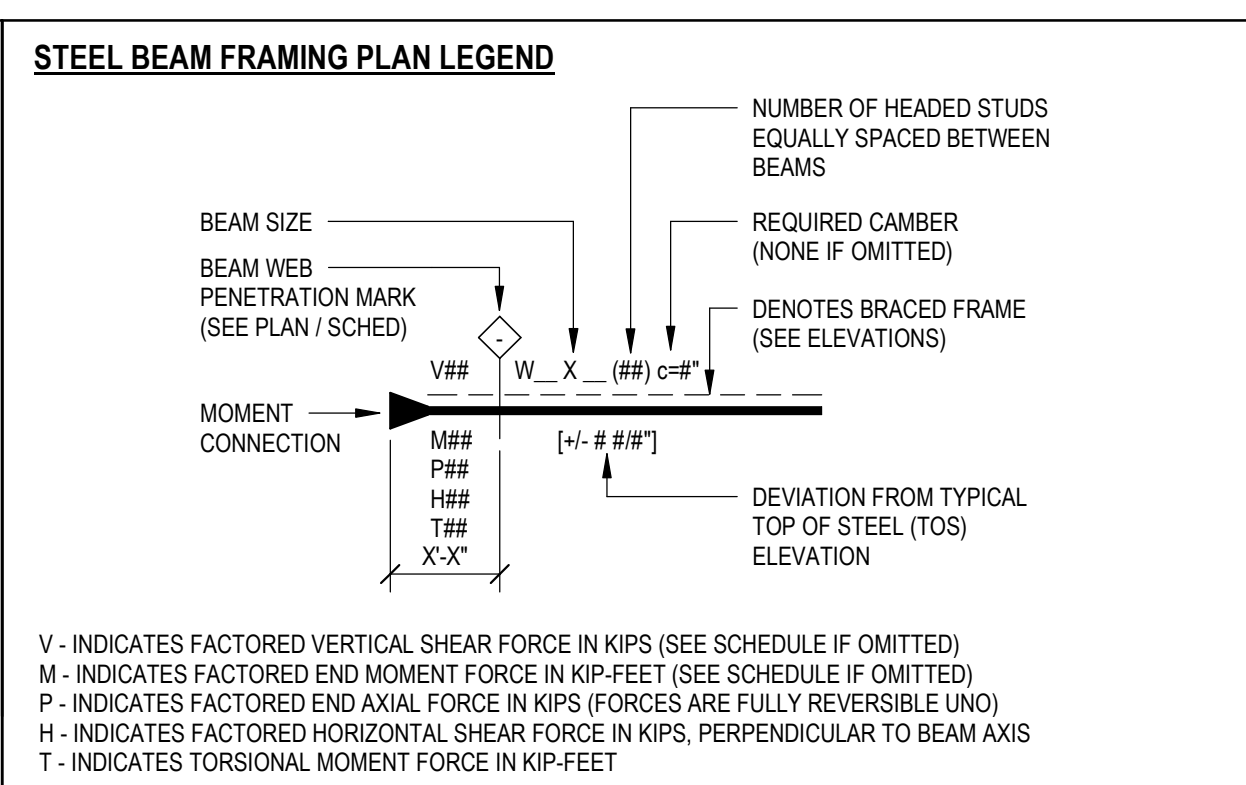 STEEL BEAM FRAMING PLAN LEGEND
NUMBER OF HEADED STUDS
EQUALLY SPACED BETWEEN
BEAMS
BEAM SIZE
REQUIRED CAMBER
(NONE IF OMITTED)
BEAM WEB
PENETRATION MARK
(SEE PLAN / SCHED)
DENOTES BRACED FRAME
(SEE ELEVATIONS)
-
V## W__ X __ (##) c=#"
MOMENT
CONNECTION
M## [+/- # #/#"]
P##
H##
T##
X'-X"
DEVIATION FROM TYPICAL
TOP OF STEEL (TOS)
ELEVATION
V - INDICATES FACTORED VERTICAL SHEAR FORCE IN KIPS (SEE SCHEDULE IF OMITTED)
M - INDICATES FACTORED END MOMENT FORCE IN KIP-FEET (SEE SCHEDULE IF OMITTED)
P - INDICATES FACTORED END AXIAL FORCE IN KIPS (FORCES ARE FULLY REVERSIBLE UNO)
H - INDICATES FACTORED HORIZONTAL SHEAR FORCE IN KIPS, PERPENDICULAR TO BEAM AXIS
T - INDICATES TORSIONAL MOMENT FORCE IN KIP-FEET